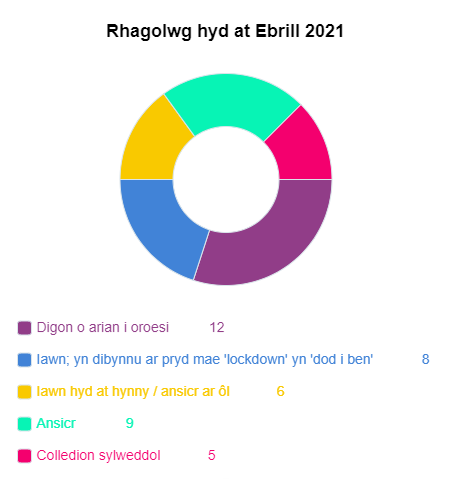 Rhagolwg hyd at Ebrill 2021
Digon o arian i oroesi 12
Iawn; yn dibynnu ar pryd mae 'lockdown' yn 'dod i ben' 8
Iawn hyd at hynny / ansicr ar ôl 6
Ansicr 9
Colledion sylweddol 5